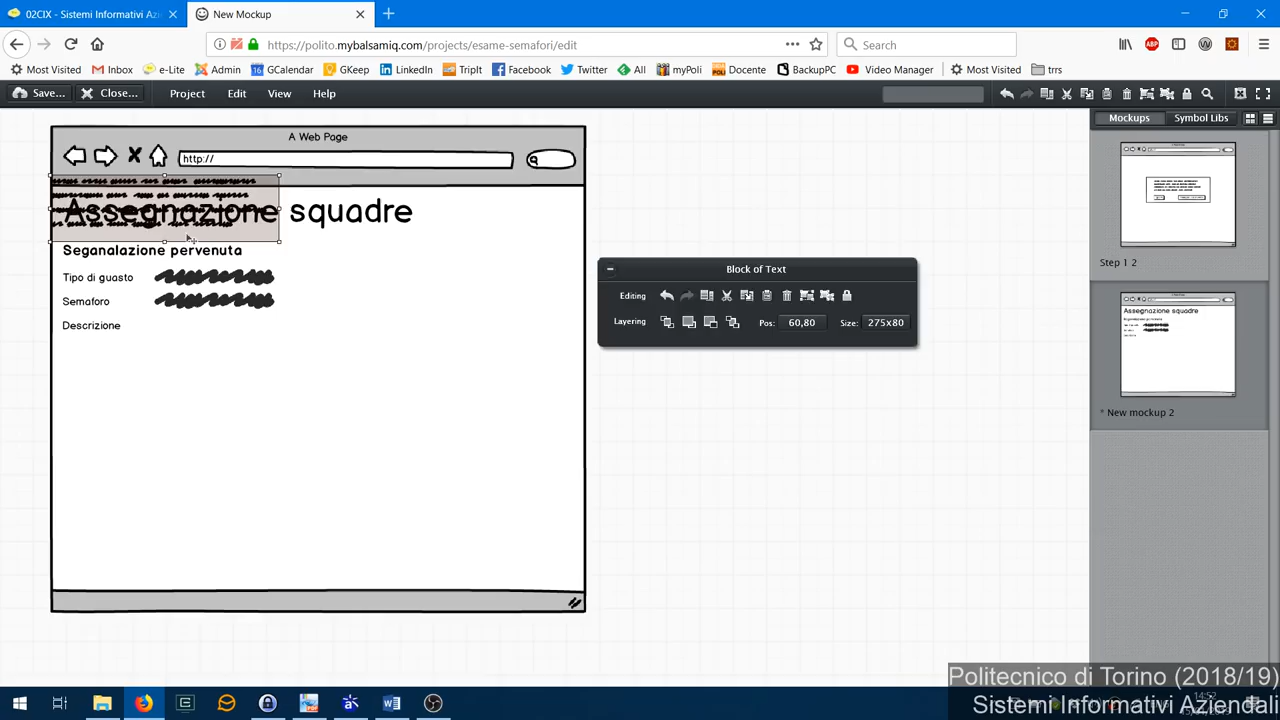 02CIX - Sistemi Informativi Azie
New Mockup
https://polito.mybalsamiq.com/projects/esame-semafori/edit
Search
Most Visited
Inbox
e-Lite
Admin
GCalendar
GKeep
LinkedIn
TripIt
Facebook
Twitter
All
myPoli
Docente
BackupPC
Video Manager
Most Visited
trrs
Save...
Close...
Project
Edit
View
Help
Mockups
Symbol Libs
A Web Page
http://
Assegnazione squadre
Seganalazione pervenuta
Tipo di guasto
Semaforo
Descrizione
Block of Text
Editing
Layering
Pos: 60,80
Size: 275x80
Step 1 2
* New mockup 2
Politecnico di Torino (2018/19)
Sistemi Informativi Aziendali
14:52